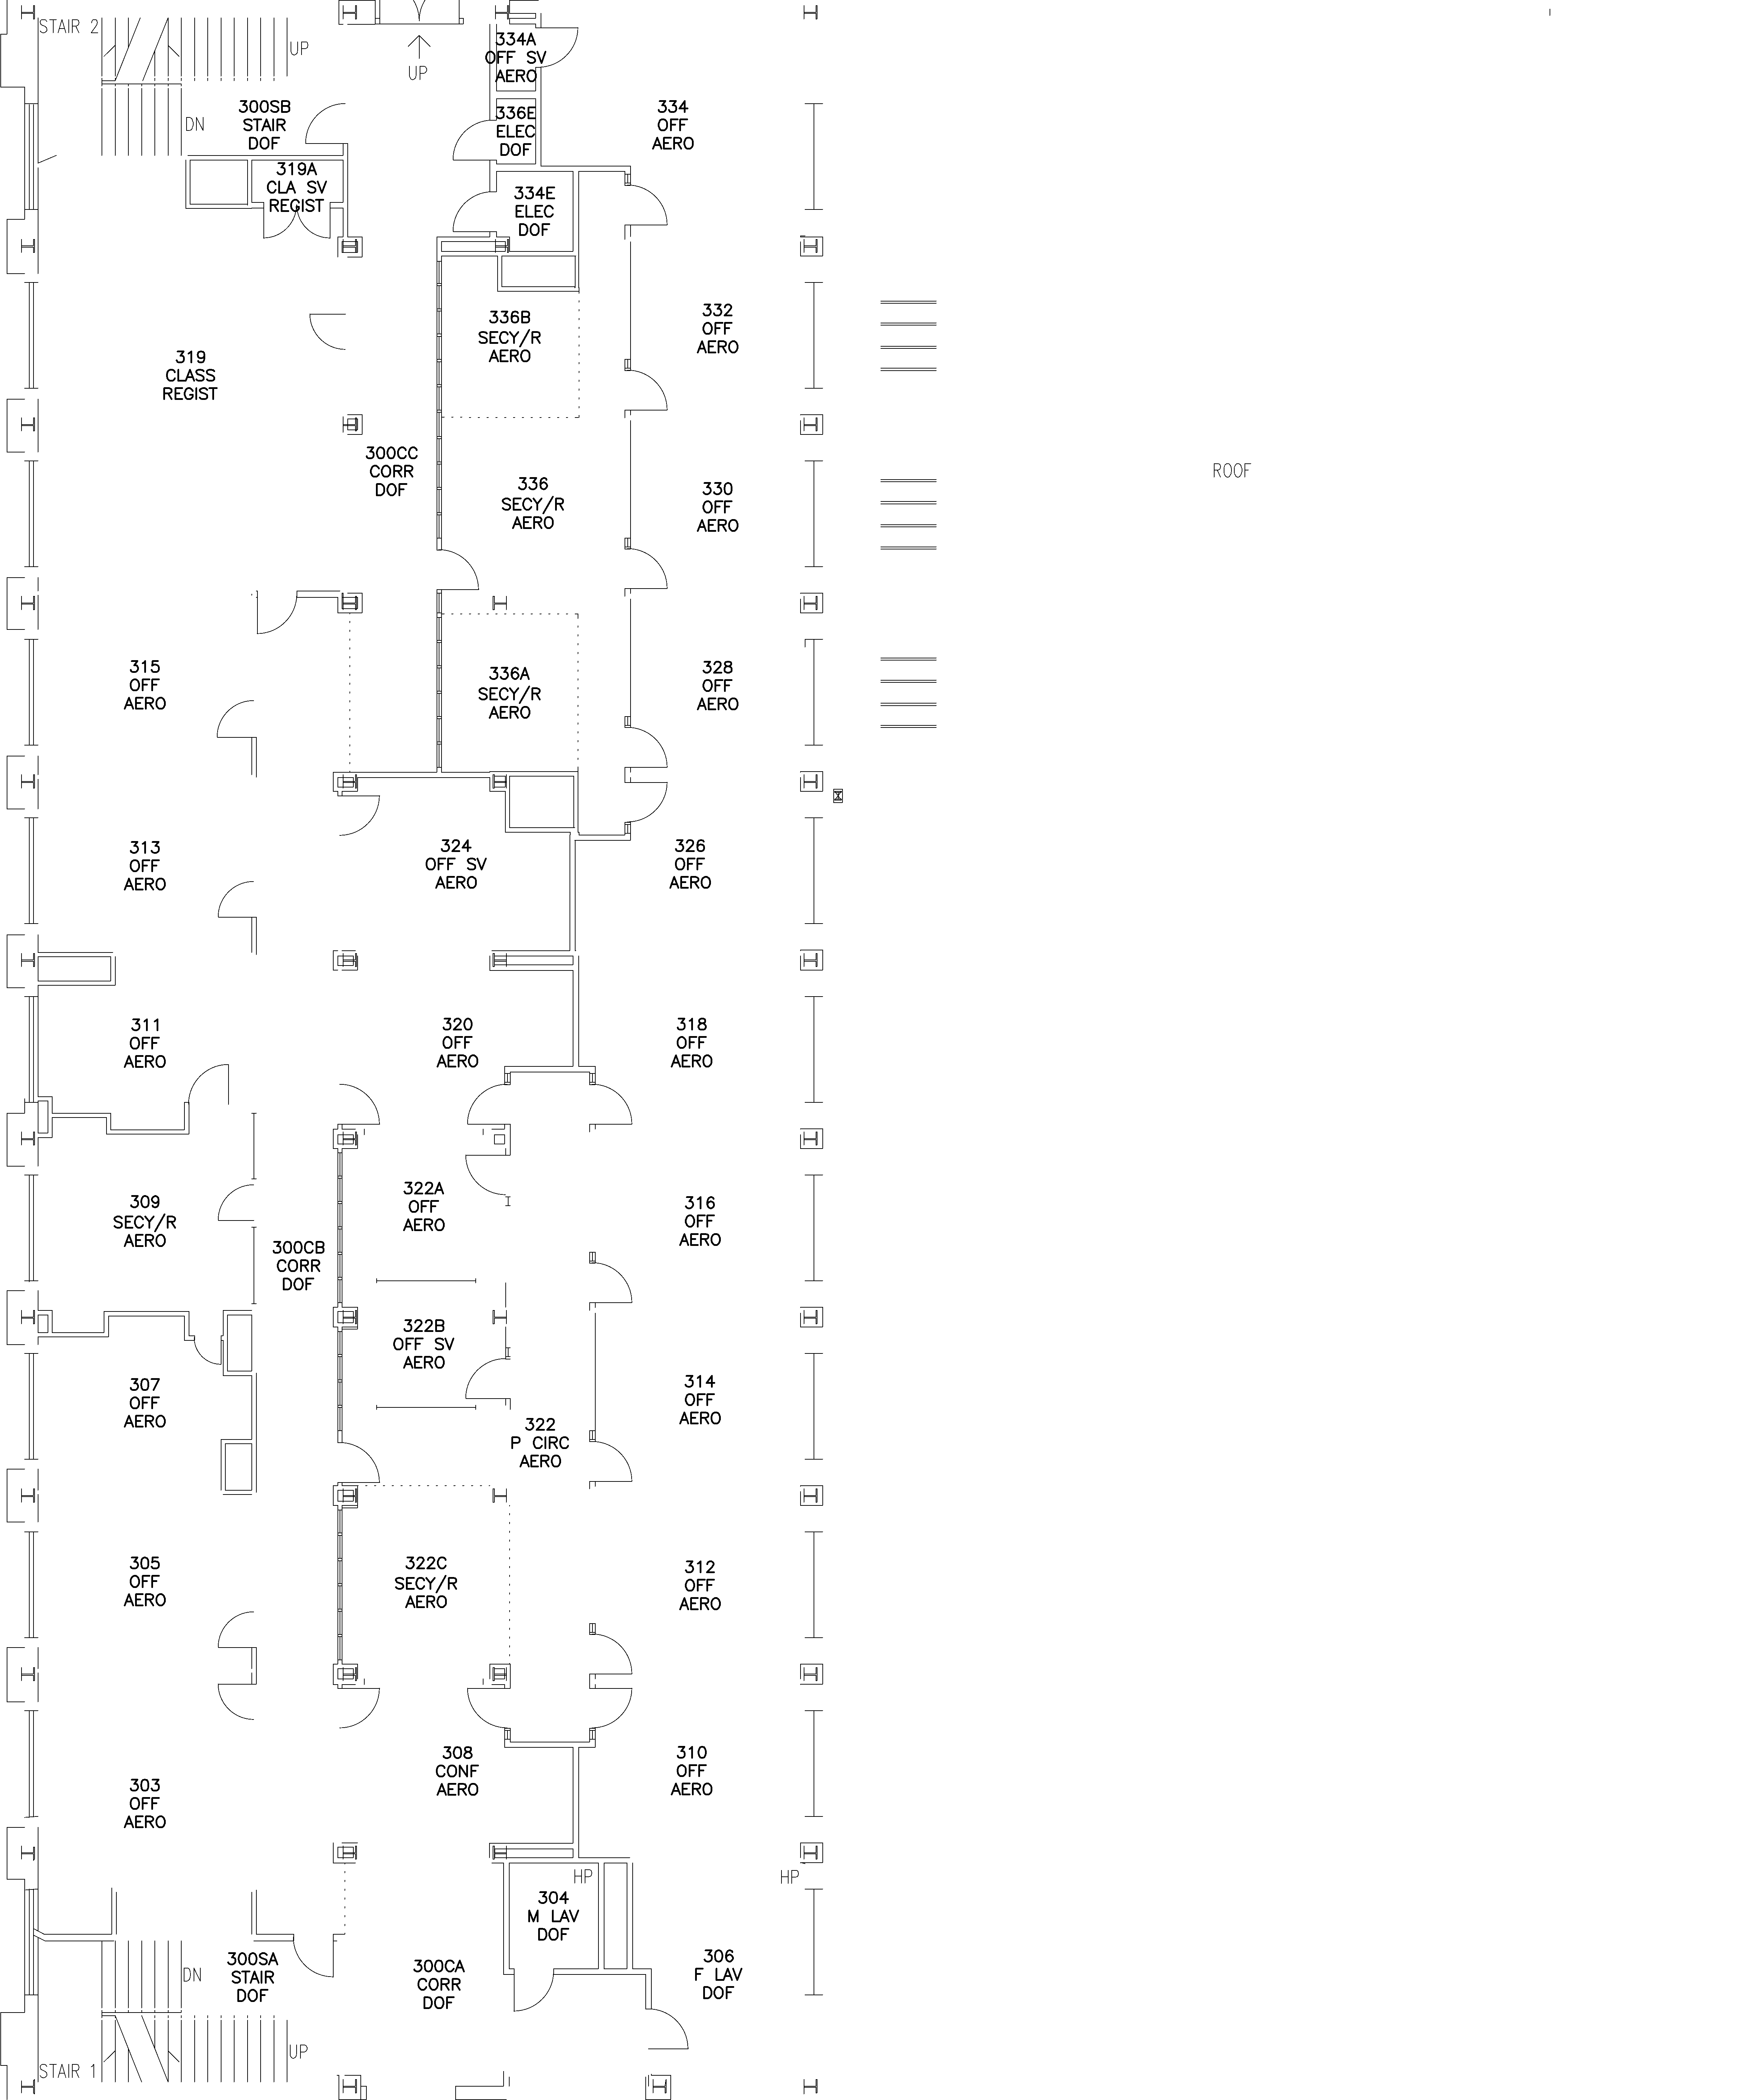 STAIR 2
UP
UP
DN
334A
OFF SV
AERO
300SB
STAIR
DOF
336E
ELEC
DOF
334
OFF
AERO
319A
CLA SV
REGIST
334E
ELEC
DOF
336B
SECY/R
AERO
332
OFF
AERO
319
CLASS
REGIST
300CC
CORR
DOF
336
SECY/R
AERO
330
OFF
AERO
ROOF
315
OFF
AERO
336A
SECY/R
AERO
328
OFF
AERO
313
OFF
AERO
324
OFF SV
AERO
326
OFF
AERO
311
OFF
AERO
320
OFF
AERO
318
OFF
AERO
309
SECY/R
AERO
300CB
CORR
DOF
322A
OFF
AERO
316
OFF
AERO
322B
OFF SV
AERO
307
OFF
AERO
314
OFF
AERO
322
P CIRC
AERO
305
OFF
AERO
322C
SECY/R
AERO
312
OFF
AERO
303
OFF
AERO
308
CONF
AERO
310
OFF
AERO
HP
HP
304
M LAV
DOF
300SA
STAIR
DOF
DN
300CA
CORR
DOF
306
F LAV
DOF
UP
STAIR 1